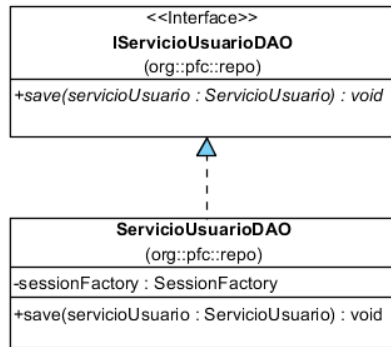 <<Interface>>
IServicioUsuarioDAO
(org::pfc::repo)
+save(servicioUsuario : ServicioUsuario) : void
ServicioUsuarioDAO
(org::pfc::repo)
-sessionFactory : SessionFactory
+save(servicioUsuario : ServicioUsuario) : void